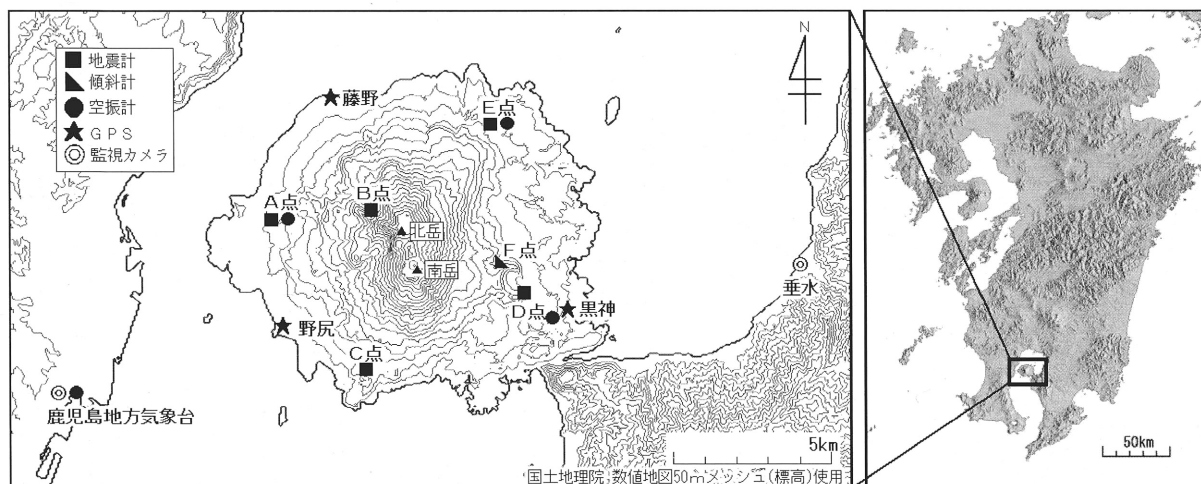 地震計
傾斜計
空振計
GPS
監視カメラ
N
藤野
E点
B点
A点
北岳
F点
南岳
垂水
D点
黒神
野尻
C点
鹿児島地方気象台
5km
国土地理院,数値地図50mメッシュ(標高)使用
50km